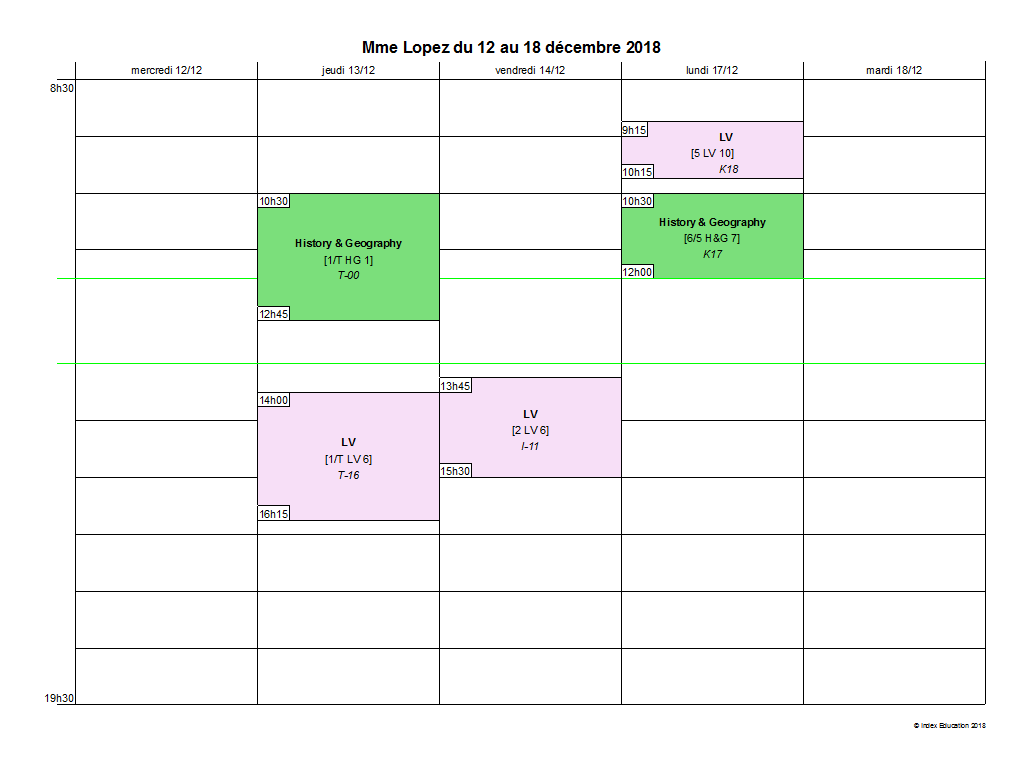 Mme Lopez du 12 au 18 décembre 2018
mercredi 12/12
jeudi 13/12
vendredi 14/12
lundi 17/12
mardi 18/12
8h30
9h15
LV
[5 LV 10]
K18
10h15
10h30
History & Geography
[1/T HG 1]
T-00
12h45
10h30
History & Geography
[6/5 H&G 7]
K17
12h00
14h00
LV
[1/T LV 6]
T-16
16h15
13h45
LV
[2 LV 6]
I-11
15h30
19h30
© Index Education 2018